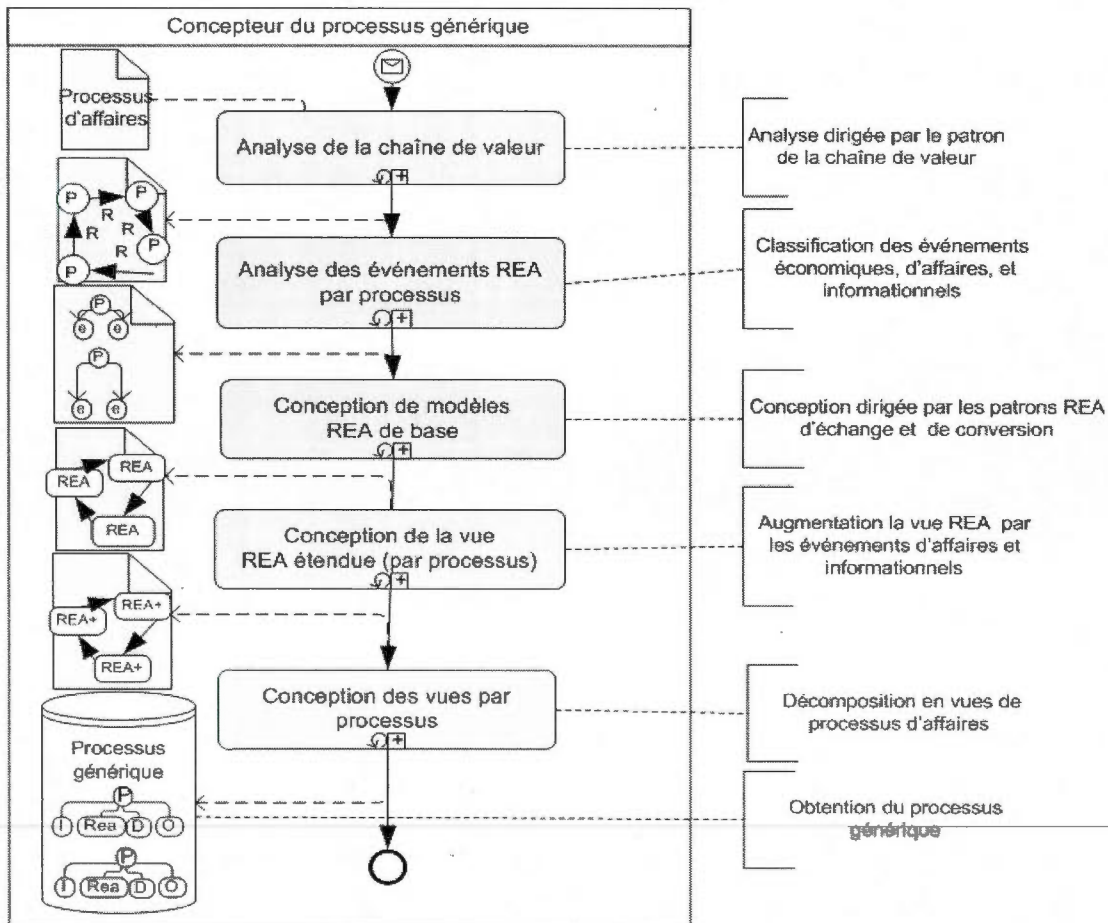 Concepteur du processus générique
Processus
d'affaires
Analyse de la chaîne de valeur
+
Analyse dirigée par le patron
de la chaîne de valeur
P
P
R
R
R
R
P
P
Analyse des événements REA
par processus
+
Classification des événements
économiques, d'affaires, et
informationnels
P
e
e
P
e
e
Conception de modèles
REA de base
+
Conception dirigée par les patrons REA
d'échange et de conversion
REA
REA
REA
Conception de la vue
REA étendue (par processus)
+
Augmentation la vue REA par
les événements d'affaires et
informationnels
REA+
REA+
REA+
Conception des vues par
processus
+
Décomposition en vues de
processus d'affaires
Processus
générique
P
I
Rea
D
O
P
I
Rea
D
O
Obtention du processus
générique